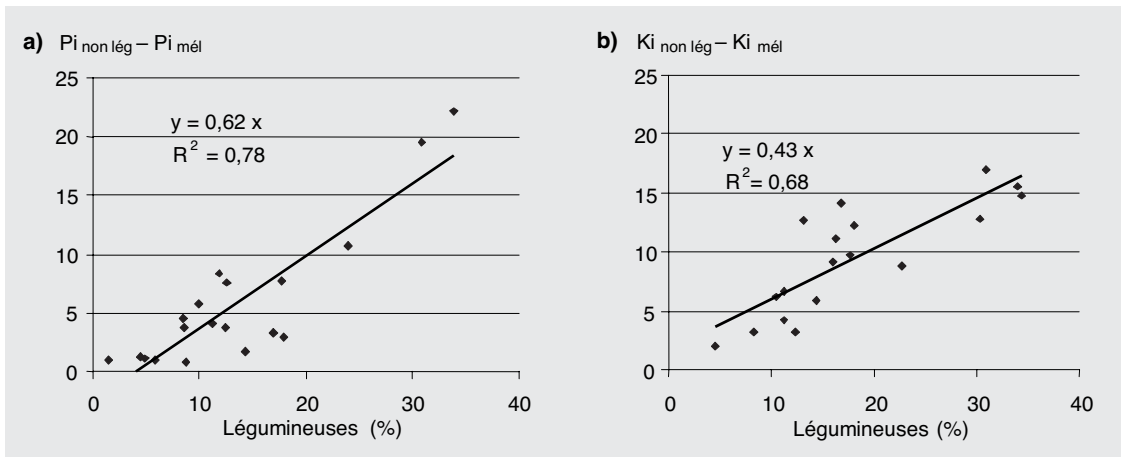 a) Pi non lég – Pi mél
25
20
15
10
5
0
y = 0,62 x
R² = 0,78
0 10 20 30 40
Légumineuses (%)
b) Ki non lég – Ki mél
25
20
15
10
5
0
y = 0,43 x
R²= 0,68
0 10 20 30 40
Légumineuses (%)